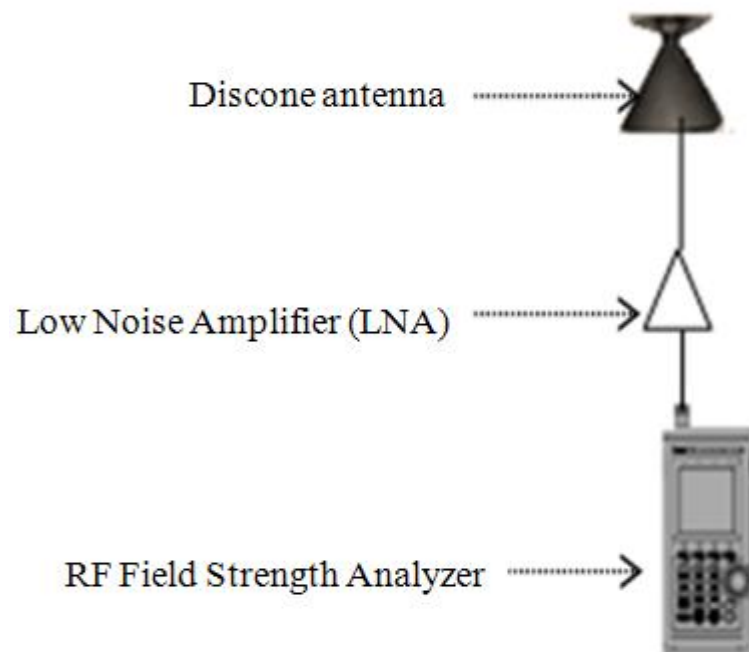 Discone antenna
Low Noise Amplifier (LNA)
RF Field Strength Analyzer